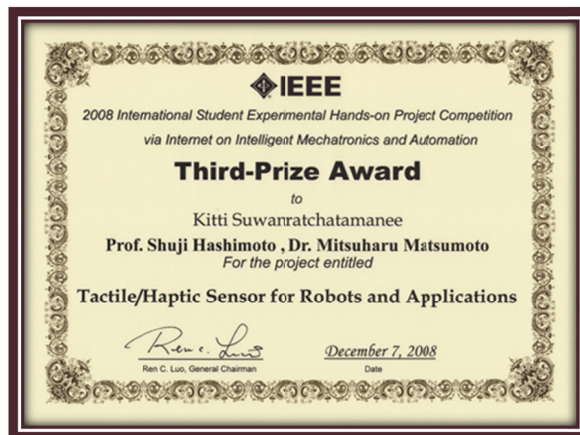 IEEE
2008 International Student Experimental Hands-on Project Competition
via Internet on Intelligent Mechatronics and Automation
Third-Prize Award
to
Kitti Suwanratchatamanee
Prof. Shuji Hashimoto , Dr. Mitsuharu Matsumoto
For the project entitled
Tactile/Haptic Sensor for Robots and Applications
Ren C. Luo
December 7, 2008
Ren C. Luo, General Chairman
Date